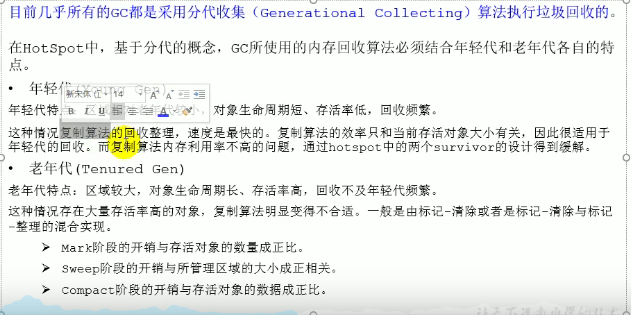 目前几乎所有的GC都是采用分代收集（Generational Collecting）算法执行垃圾回收的。
在HotSpot中，基于分代的概念，GC所使用的内存回收算法必须结合年轻代和老年代各自的特
点。
• 年轻代(Young Gen)
新宋体 14
B I U A
年轻代特点：区域相对老年代较小，对象生命周期短、存活率低，回收频繁。
这种情况复制算法的回收整理，速度是最快的。复制算法的效率只和当前存活对象大小有关，因此很适用于
年轻代的回收。而复制算法内存利用率不高的问题，通过hotspot中的两个survivor的设计得到缓解。
• 老年代(Tenured Gen)
老年代特点：区域较大，对象生命周期长、存活率高，回收不及年轻代频繁。
这种情况存在大量存活率高的对象，复制算法明显变得不合适。一般是由标记-清除或者是标记-清除与标记
-整理的混合实现。
➢ Mark阶段的开销与存活对象的数量成正比。
➢ Sweep阶段的开销与所管理区域的大小成正相关。
➢ Compact阶段的开销与存活对象的数据成正比。